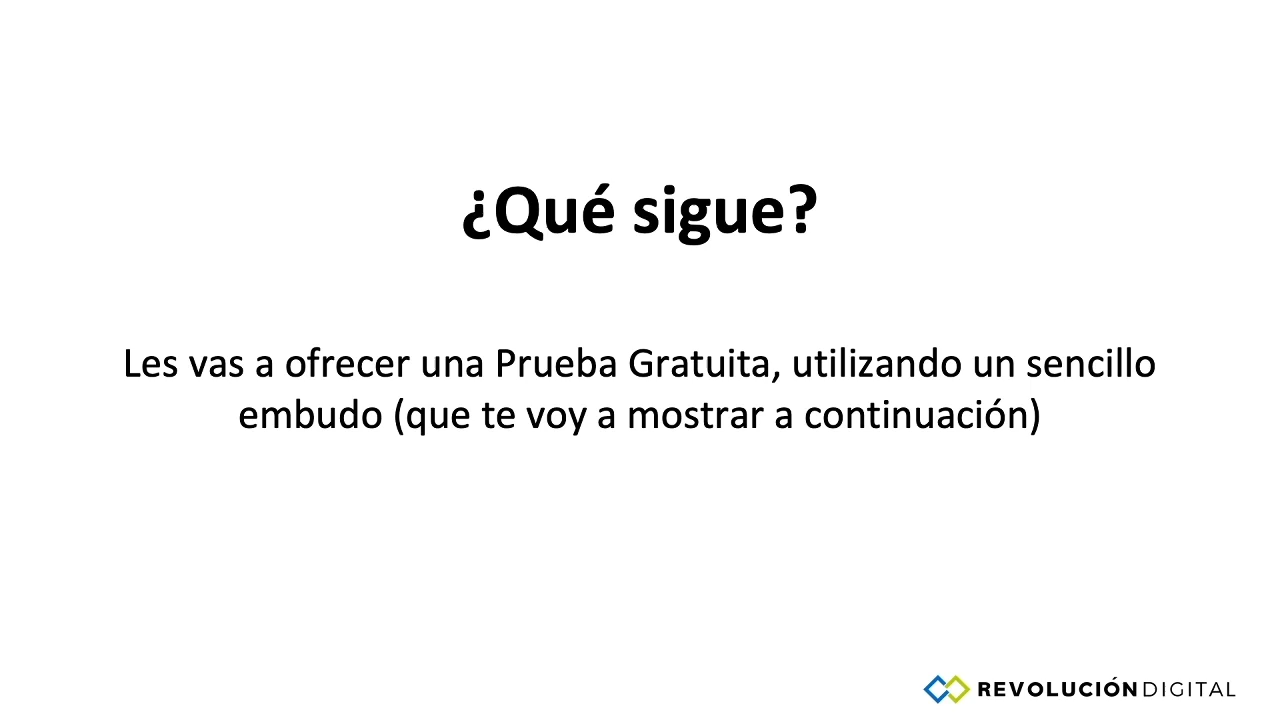 ¿Qué sigue?
Les vas a ofrecer una Prueba Gratuita, utilizando un sencillo
embudo (que te voy a mostrar a continuación)
REVOLUCIÓN DIGITAL